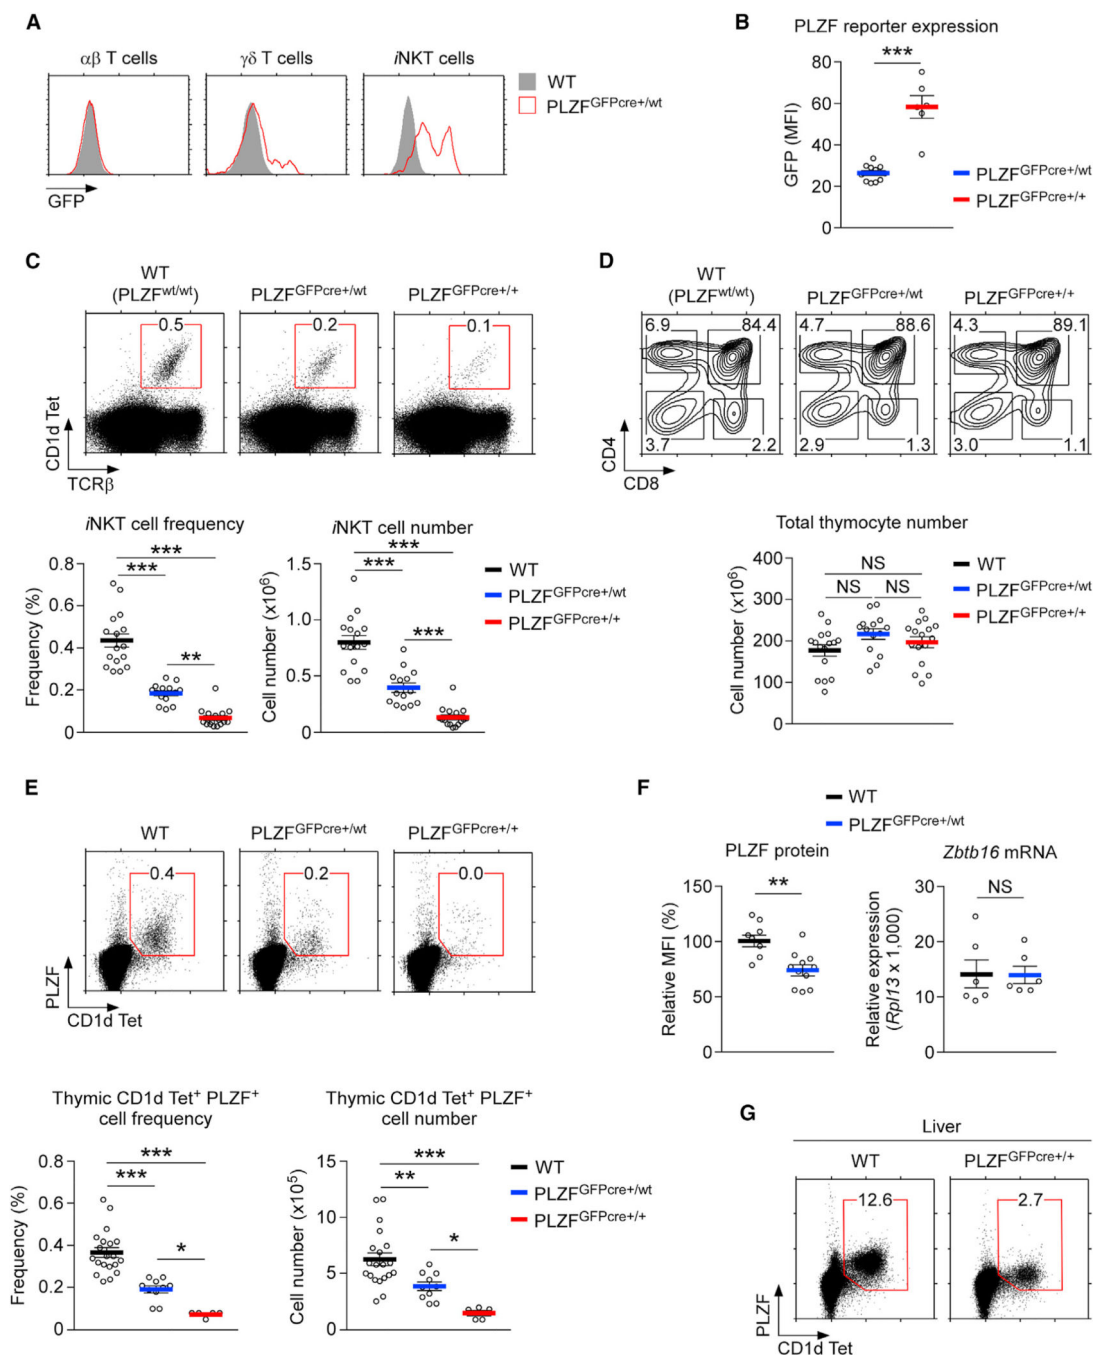 A
αβ T cells
γδ T cells
iNKT cells
WT
PLZFGFPcre+/wt
GFP
B
PLZF reporter expression
***
80
60
40
20
0
GFP (MFI)
PLZFGFPcre+/wt
PLZFGFPcre+/+
C
WT
(PLZFwt/wt)
PLZFGFPcre+/wt
PLZFGFPcre+/+
0.5
0.2
0.1
CD1d Tet
TCRβ
iNKT cell frequency
***
***
**
0.8
0.6
0.4
0.2
0
Frequency (%)
iNKT cell number
***
***
***
1.5
1.0
0.5
0
Cell number (x10⁶)
WT
PLZFGFPcre+/wt
PLZFGFPcre+/+
D
WT
(PLZFwt/wt)
PLZFGFPcre+/wt
PLZFGFPcre+/+
6.9 84.4
3.7 2.2
4.7 88.6
2.9 1.3
4.3 89.1
3.0 1.1
CD4
CD8
Total thymocyte number
NS
NS NS
400
300
200
100
0
Cell number (x10⁶)
WT
PLZFGFPcre+/wt
PLZFGFPcre+/+
E
WT
PLZFGFPcre+/wt
PLZFGFPcre+/+
0.4
0.2
0.0
PLZF
CD1d Tet
Thymic CD1d Tet⁺ PLZF⁺
cell frequency
***
***
*
0.8
0.6
0.4
0.2
0
Frequency (%)
Thymic CD1d Tet⁺ PLZF⁺
cell number
***
**
*
15
10
5
0
Cell number (x10⁵)
WT
PLZFGFPcre+/wt
PLZFGFPcre+/+
F
WT
PLZFGFPcre+/wt
PLZF protein
**
150
100
50
0
Relative MFI (%)
Zbtb16 mRNA
NS
30
20
10
0
Relative expression
(Rpl13 x 1,000)
G
Liver
WT
PLZFGFPcre+/+
12.6
2.7
PLZF
CD1d Tet